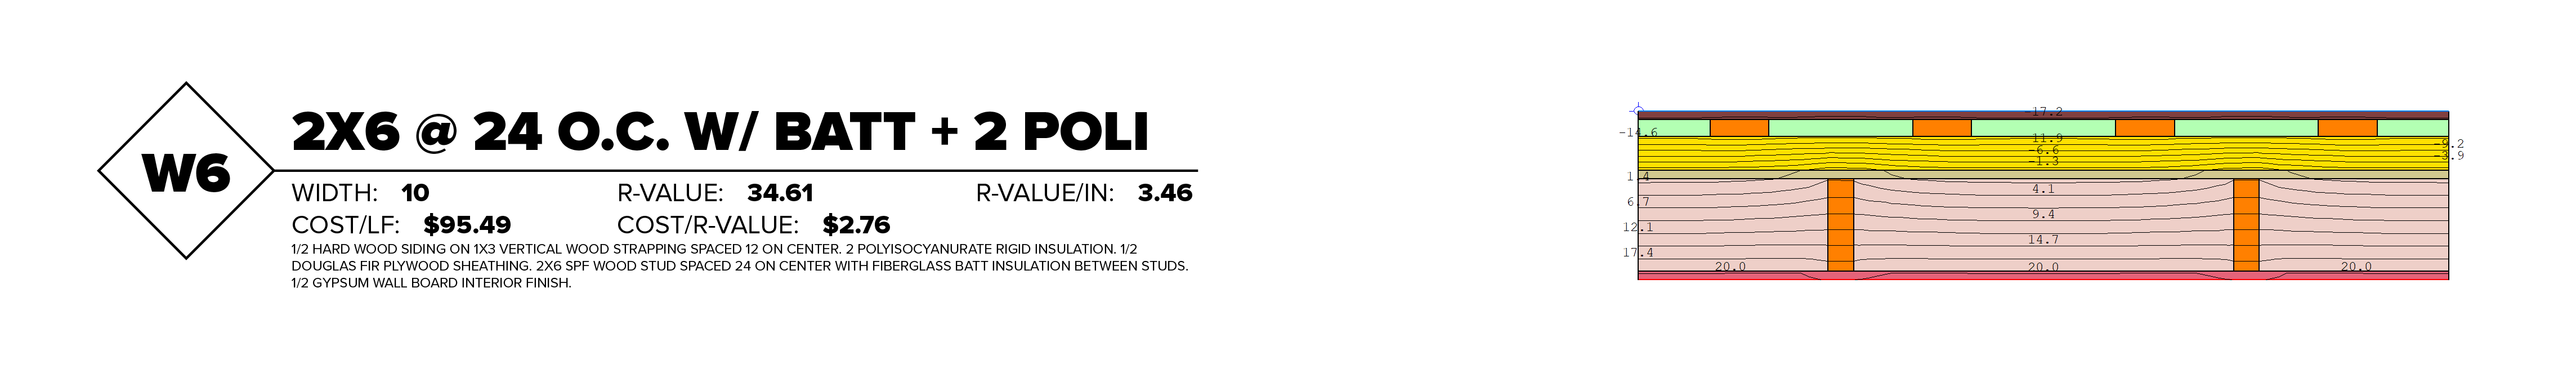 W6
2X6 @ 24 O.C. W/ BATT + 2 POLI
WIDTH: 10 R-VALUE: 34.61 R-VALUE/IN: 3.46
COST/LF: $95.49 COST/R-VALUE: $2.76
1/2 HARD WOOD SIDING ON 1X3 VERTICAL WOOD STRAPPING SPACED 12 ON CENTER. 2 POLYISOCYANURATE RIGID INSULATION. 1/2
DOUGLAS FIR PLYWOOD SHEATHING. 2X6 SPF WOOD STUD SPACED 24 ON CENTER WITH FIBERGLASS BATT INSULATION BETWEEN STUDS.
1/2 GYPSUM WALL BOARD INTERIOR FINISH.
-17.2
-14.6
-11.9
-9.2
-6.6
-3.9
-1.3
1.4
4.1
6.7
9.4
12.1
14.7
17.4
20.0 20.0 20.0